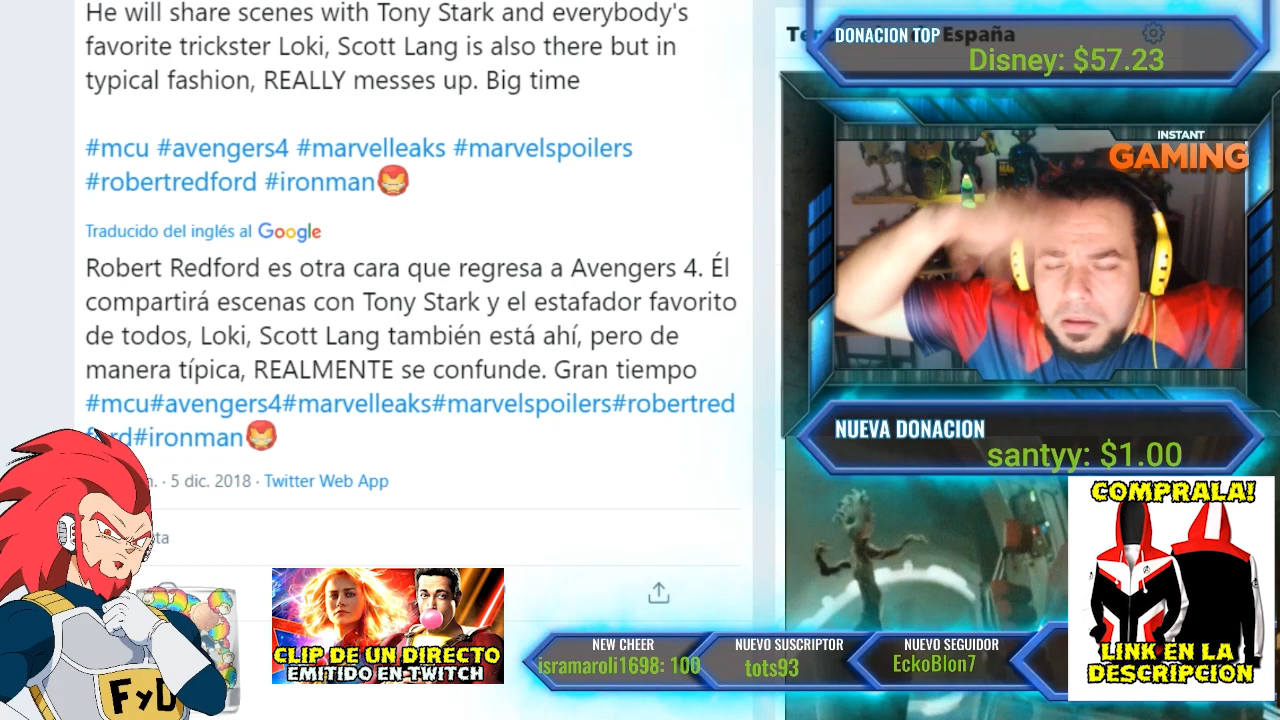 He will share scenes with Tony Stark and everybody's
favorite trickster Loki, Scott Lang is also there but in
typical fashion, REALLY messes up. Big time
#mcu #avengers4 #marvelleaks #marvelspoilers
#robertredford #ironman
Traducido del inglés al Google
Robert Redford es otra cara que regresa a Avengers 4. Él
compartirá escenas con Tony Stark y el estafador favorito
de todos, Loki, Scott Lang también está ahí, pero de
manera típica, REALMENTE se confunde. Gran tiempo
#mcu#avengers4#marvelleaks#marvelspoilers#robertred
ford#ironman
· 5 dic. 2018 · Twitter Web App
España
DONACION TOP
Disney: $57.23
INSTANT
GAMING
NUEVA DONACION
santyy: $1.00
COMPRALA!
LINK EN LA
DESCRIPCION
FyD
CLIP DE UN DIRECTO
EMITIDO EN TWITCH
NEW CHEER
isramaroli1698: 100
NUEVO SUSCRIPTOR
tots93
NUEVO SEGUIDOR
EckoBlon7